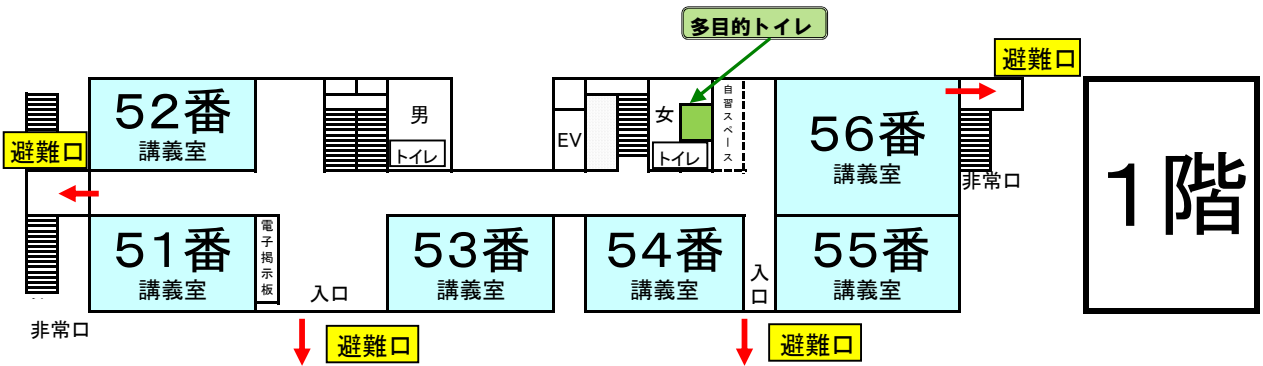 多目的トイレ
避難口
52番
講義室
男
トイレ
EV
女
トイレ
自習スペース
56番
講義室
非常口
1階
避難口
51番
講義室
電子掲示板
入口
53番
講義室
54番
講義室
入口
55番
講義室
非常口
避難口
避難口